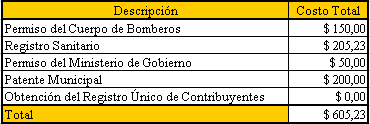 Descripción Costo Total
Permiso del Cuerpo de Bomberos $ 150,00
Registro Sanitario $ 205,23
Permiso del Ministerio de Gobierno $ 50,00
Patente Municipal $ 200,00
Obtención del Registro Único de Contribuyentes $ 0,00
Total $ 605,23